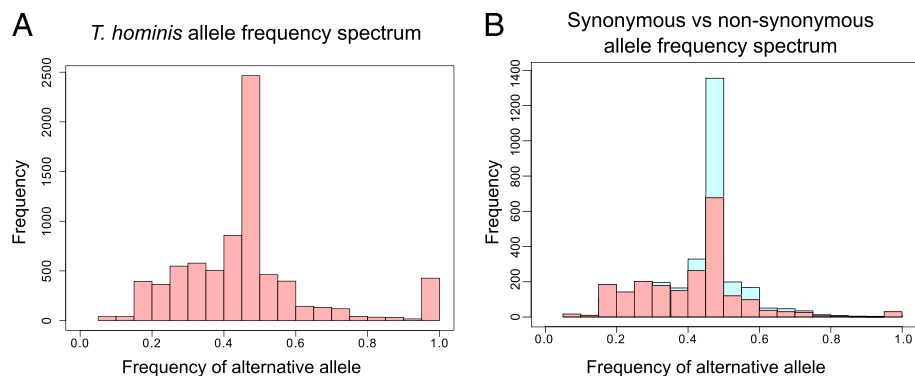 A
T. hominis allele frequency spectrum
Frequency
2500
2000
1500
1000
500
0
0.0 0.2 0.4 0.6 0.8 1.0
Frequency of alternative allele
B
Synonymous vs non-synonymous
allele frequency spectrum
Frequency
1400
1200
1000
800
600
400
200
0
0.0 0.2 0.4 0.6 0.8 1.0
Frequency of alternative allele